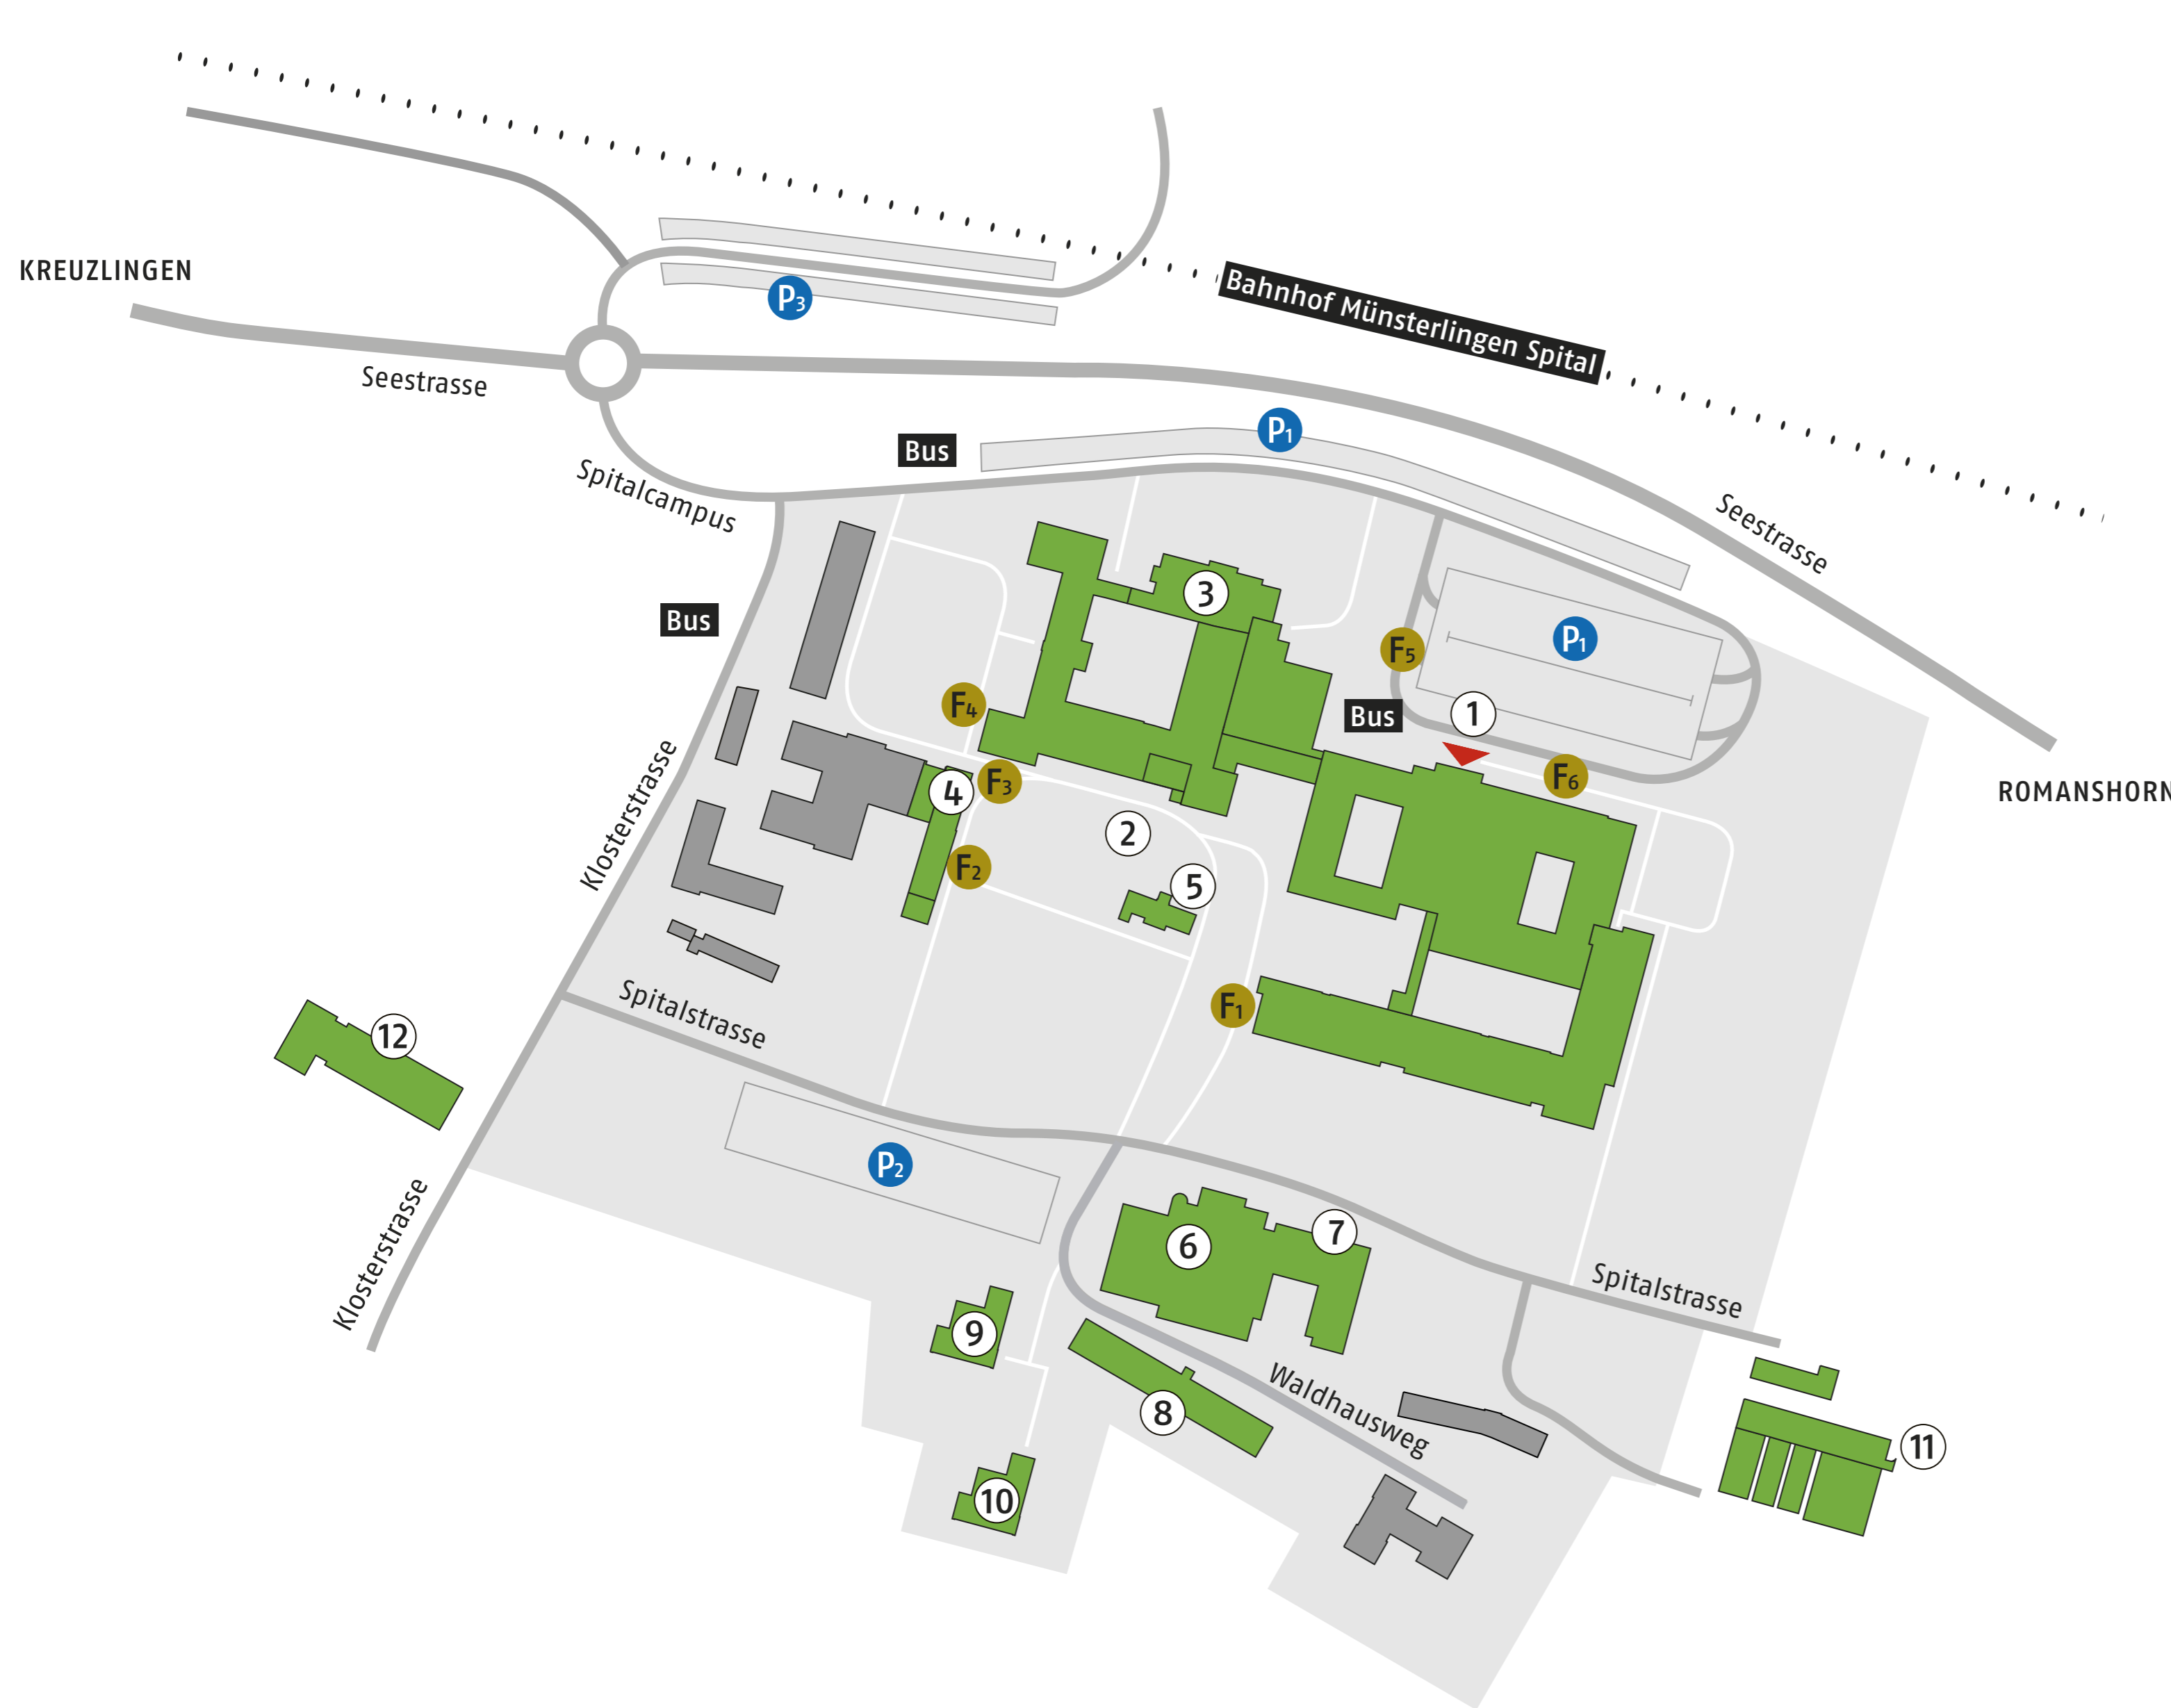 KREUZLINGEN
P3
Bahnhof Münsterlingen Spital
Seestrasse
P1
Bus
Spitalcampus
Seestrasse
3
Bus
F5
P1
F4
Bus
1
ROMANSHORN
F3
4
F6
2
Klosterstrasse
F2
5
F1
Spitalstrasse
12
P2
7
6
Klosterstrasse
Spitalstrasse
9
8
Waldhausweg
11
10